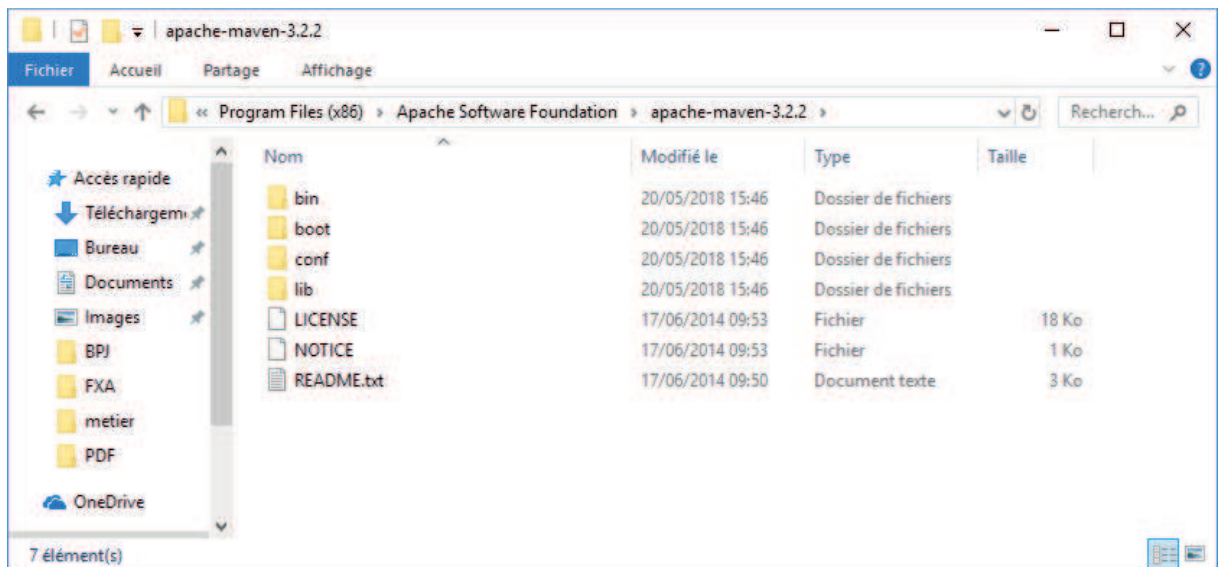 apache-maven-3.2.2
Fichier Accueil Partage Affichage
« Program Files (x86) › Apache Software Foundation › apache-maven-3.2.2 › Recherch...
Nom Modifié le Type Taille
Accès rapide
Téléchargem
Bureau
Documents
Images
BPJ
FXA
metier
PDF
OneDrive
bin 20/05/2018 15:46 Dossier de fichiers
boot 20/05/2018 15:46 Dossier de fichiers
conf 20/05/2018 15:46 Dossier de fichiers
lib 20/05/2018 15:46 Dossier de fichiers
LICENSE 17/06/2014 09:53 Fichier 18 Ko
NOTICE 17/06/2014 09:53 Fichier 1 Ko
README.txt 17/06/2014 09:50 Document texte 3 Ko
7 élément(s)